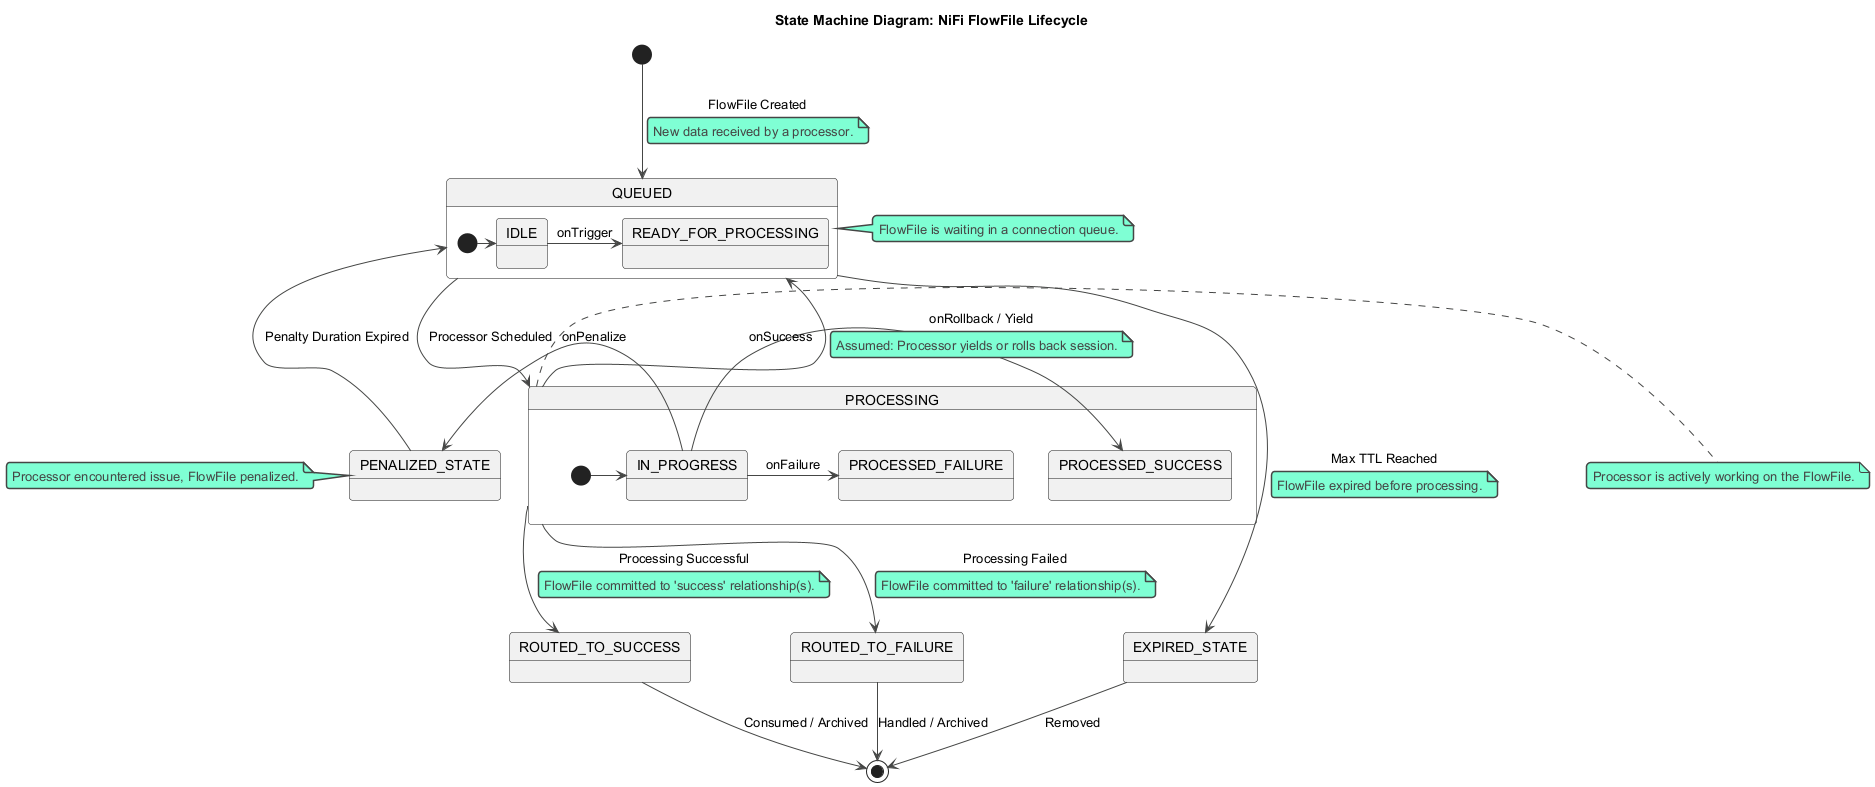 State Machine Diagram: NiFi FlowFile Lifecycle
FlowFile Created
New data received by a processor.
QUEUED
IDLE
onTrigger
READY_FOR_PROCESSING
FlowFile is waiting in a connection queue.
Penalty Duration Expired
Processor Scheduled
onPenalize
onSuccess
onRollback / Yield
Assumed: Processor yields or rolls back session.
PROCESSING
PENALIZED_STATE
Processor encountered issue, FlowFile penalized.
IN_PROGRESS
onFailure
PROCESSED_FAILURE
PROCESSED_SUCCESS
Max TTL Reached
FlowFile expired before processing.
Processor is actively working on the FlowFile.
Processing Successful
FlowFile committed to 'success' relationship(s).
Processing Failed
FlowFile committed to 'failure' relationship(s).
ROUTED_TO_SUCCESS
ROUTED_TO_FAILURE
EXPIRED_STATE
Consumed / Archived
Handled / Archived
Removed